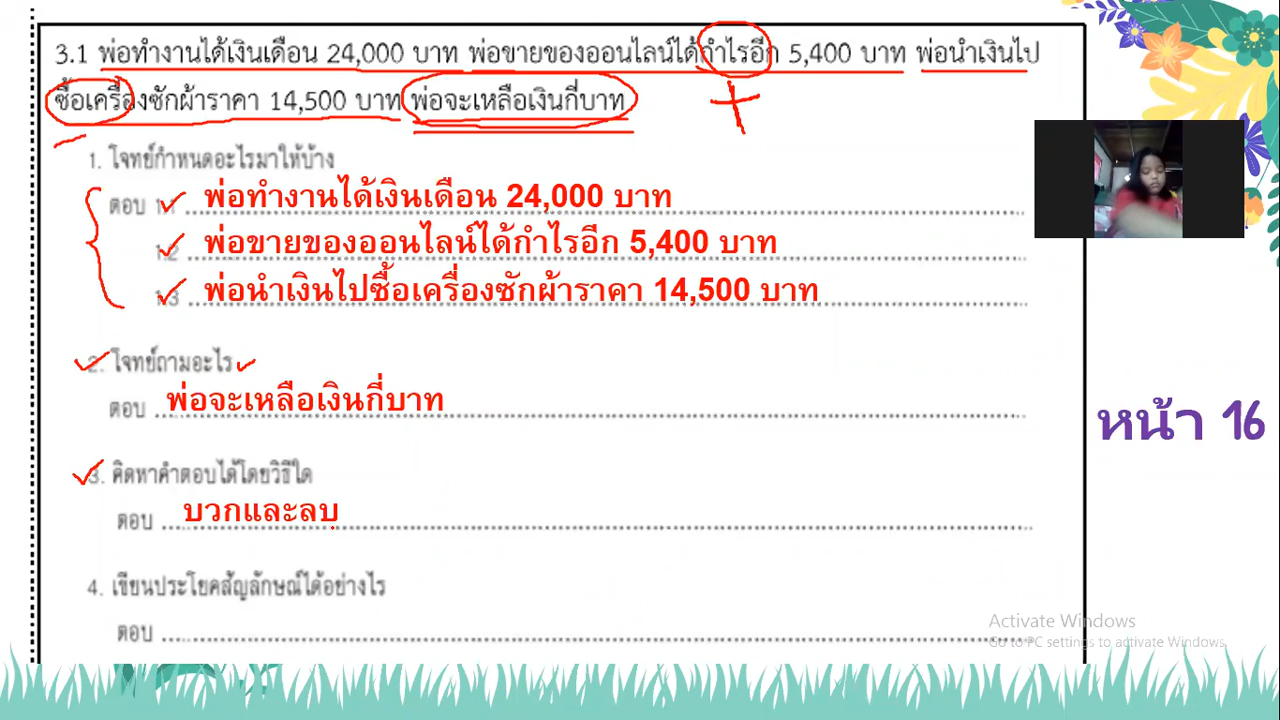 3.1 พ่อทำงานได้เงินเดือน 24,000 บาท พ่อขายของออนไลน์ได้กำไรอีก 5,400 บาท พ่อนำเงินไป
ซื้อเครื่องซักผ้าราคา 14,500 บาท พ่อจะเหลือเงินกี่บาท
+
1. โจทย์กำหนดอะไรมาให้บ้าง
ตอบ 1.1 พ่อทำงานได้เงินเดือน 24,000 บาท
1.2 พ่อขายของออนไลน์ได้กำไรอีก 5,400 บาท
1.3 พ่อนำเงินไปซื้อเครื่องซักผ้าราคา 14,500 บาท
2. โจทย์ถามอะไร
ตอบ พ่อจะเหลือเงินกี่บาท
หน้า 16
3. คิดหาคำตอบได้โดยวิธีใด
ตอบ บวกและลบ
4. เขียนประโยคสัญลักษณ์ได้อย่างไร
ตอบ
Activate Windows
Go to PC settings to activate Windows.